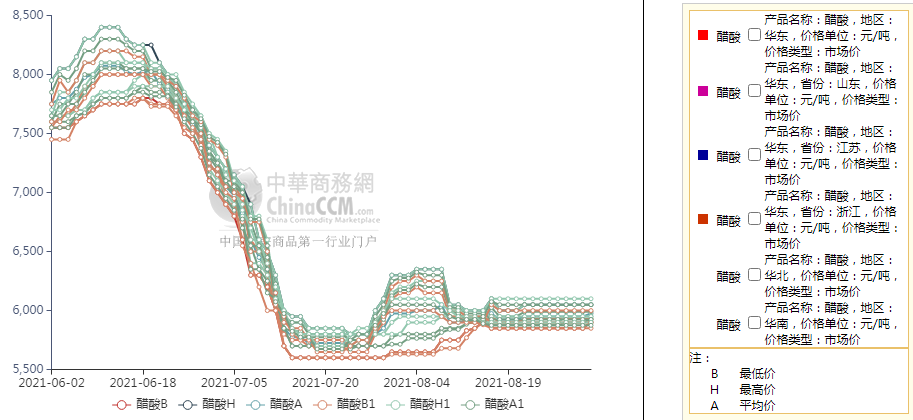 8,500
8,000
7,500
7,000
6,500
6,000
5,500
2021-06-02 2021-06-18 2021-07-05 2021-07-20 2021-08-04 2021-08-19
中華商務網
ChinaCCM.com
China Commodity Marketplace
商品第一行业门户
醋酸B 醋酸H 醋酸A 醋酸B1 醋酸H1 醋酸A1
醋酸 产品名称：醋酸，地区：
华东，价格单位：元/吨，
价格类型：市场价
醋酸 产品名称：醋酸，地区：
华东，省份：山东，价格
单位：元/吨，价格类型：
市场价
醋酸 产品名称：醋酸，地区：
华东，省份：江苏，价格
单位：元/吨，价格类型：
市场价
醋酸 产品名称：醋酸，地区：
华东，省份：浙江，价格
单位：元/吨，价格类型：
市场价
醋酸 产品名称：醋酸，地区：
华北，价格单位：元/吨，
价格类型：市场价
醋酸 产品名称：醋酸，地区：
华南，价格单位：元/吨，
价格类型：市场价
注：
B 最低价
H 最高价
A 平均价